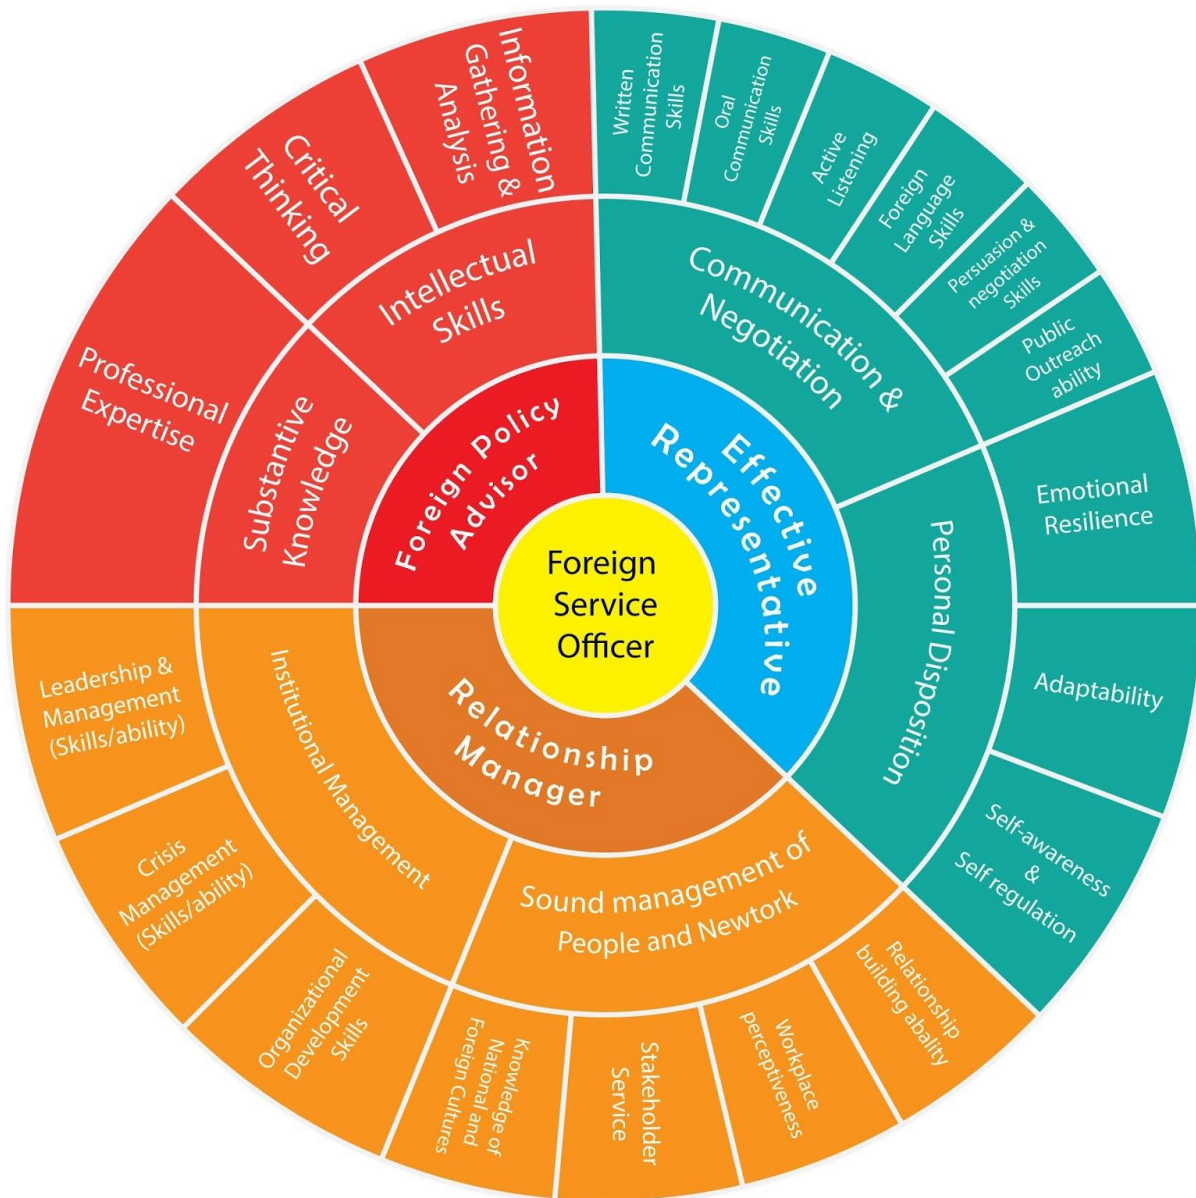 Foreign
Service
Officer
Foreign Policy
Advisor
Effective
Representative
Relationship
Manager
Intellectual
Skills
Substantive
Knowledge
Communication &
Negotiation
Personal Disposition
Sound management of
People and Newtork
Institutional Management
Professional
Expertise
Critical
Thinking
Information
Gathering &
Analysis
Written
Communication
Skills
Oral
Communication
Skills
Active
Listening
Foreign
Language
Skills
Persuasion &
negotiation
Skills
Public
Outreach
ability
Emotional
Resilience
Adaptability
Self-awareness
&
Self regulation
Relationship
building abality
Workplace
perceptiveness
Stakeholder
Service
Knowledge of
National and
Foreign Cultures
Organizational
Development
Skills
Crisis
Management
(Skills/ability)
Leadership &
Management
(Skills/ability)